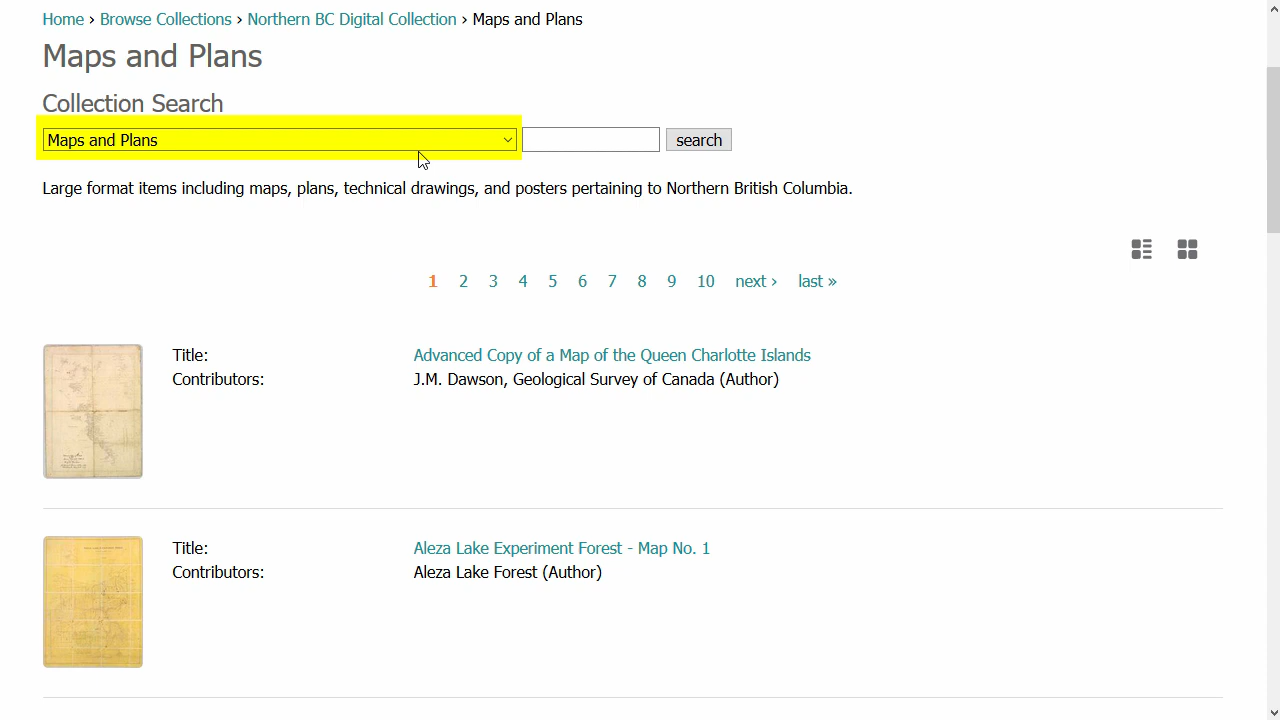 Home › Browse Collections › Northern BC Digital Collection › Maps and Plans
Maps and Plans
Collection Search
Maps and Plans search
Large format items including maps, plans, technical drawings, and posters pertaining to Northern British Columbia.
1 2 3 4 5 6 7 8 9 10 next › last »
Title: Advanced Copy of a Map of the Queen Charlotte Islands
Contributors: J.M. Dawson, Geological Survey of Canada (Author)
Title: Aleza Lake Experiment Forest - Map No. 1
Contributors: Aleza Lake Forest (Author)